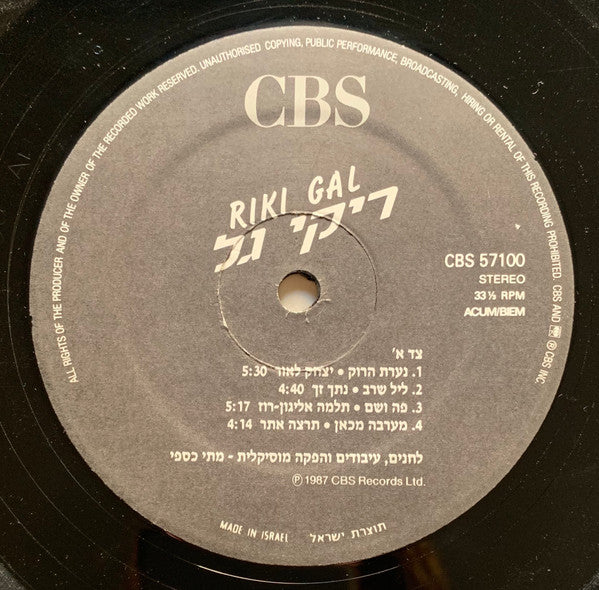 ALL RIGHTS OF THE PRODUCER AND OF THE OWNER OF THE RECORDED WORK RESERVED. UNAUTHORISED COPYING, PUBLIC PERFORMANCE, BROADCASTING, HIRING OR RENTAL OF THIS RECORDING PROHIBITED. CBS AND ® CBS INC.
CBS
RIKI GAL
ריקי גל
CBS 57100
STEREO
33⅓ RPM
ACUM/BIEM
צד א'
1. נערת הרוק • יצחק לאור 5:30
2. ליל שרב • נתן זך 4:40
3. פה ושם • תלמה אליגון-רוז 5:17
4. מערבה מכאן • תרצה אתר 4:14
לחנים, עיבודים והפקה מוסיקלית - מתי כספי
℗ 1987 CBS Records Ltd.
MADE IN ISRAEL תוצרת ישראל